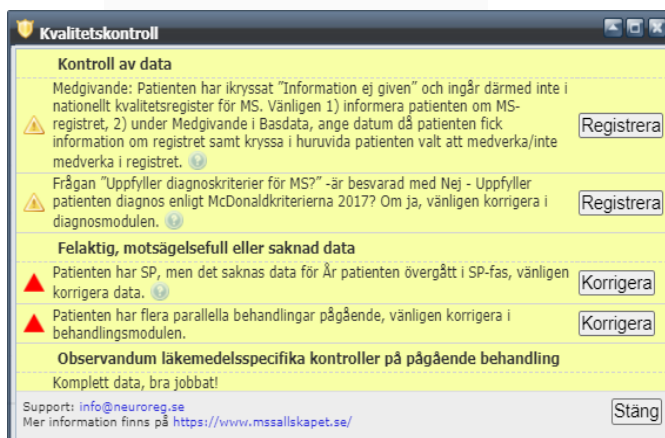 Kvalitetskontroll
Kontroll av data
Medgivande: Patienten har ikryssat ”Information ej given” och ingår därmed inte i
nationellt kvalitetsregister för MS. Vänligen 1) informera patienten om MS-
registret, 2) under Medgivande i Basdata, ange datum då patienten fick
information om registret samt kryssa i huruvida patienten valt att medverka/inte
medverka i registret. ?
Registrera
Frågan ”Uppfyller diagnoskriterier för MS?” -är besvarad med Nej - Uppfyller
patienten diagnos enligt McDonaldkriterierna 2017? Om ja, vänligen korrigera i
diagnosmodulen. ?
Registrera
Felaktig, motsägelsefull eller saknad data
Patienten har SP, men det saknas data för År patienten övergått i SP-fas, vänligen
korrigera data. ?
Korrigera
Patienten har flera parallella behandlingar pågående, vänligen korrigera i
behandlingsmodulen.
Korrigera
Observandum läkemedelsspecifika kontroller på pågående behandling
Komplett data, bra jobbat!
Support: info@neuroreg.se
Mer information finns på https://www.mssallskapet.se/
Stäng